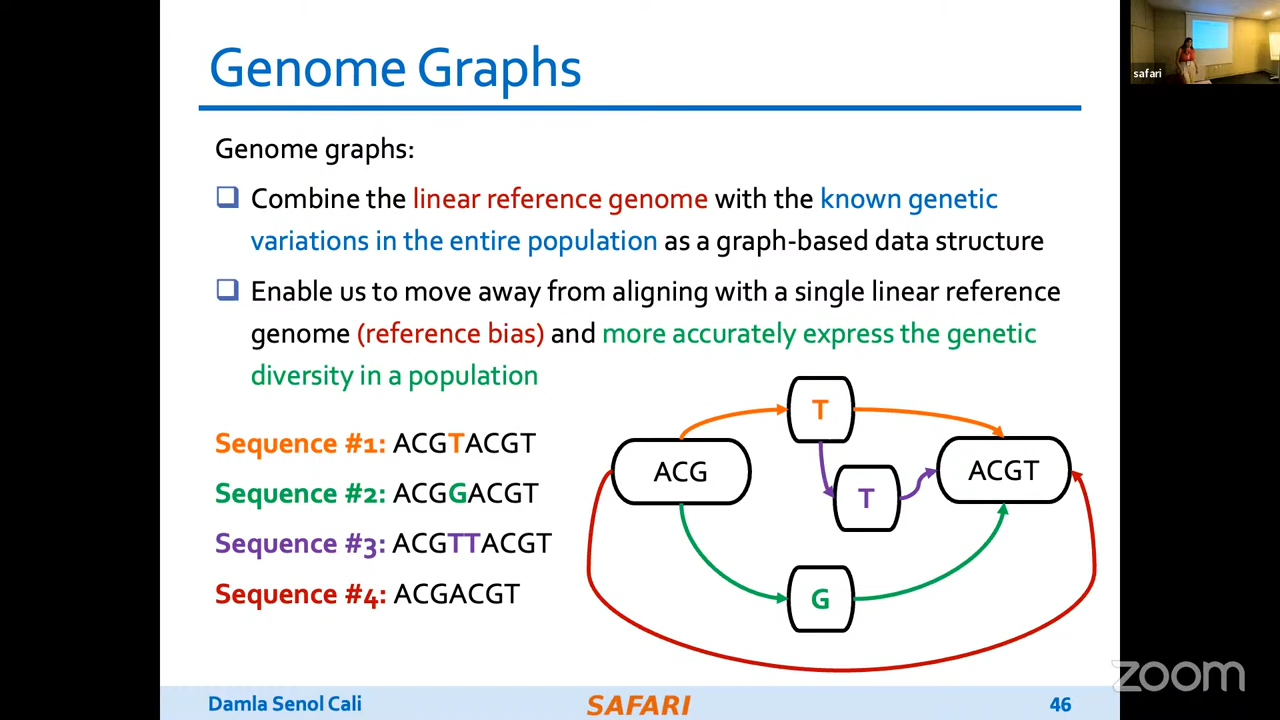 Genome Graphs
safari
Genome graphs:
Combine the linear reference genome with the known genetic
variations in the entire population as a graph-based data structure
Enable us to move away from aligning with a single linear reference
genome (reference bias) and more accurately express the genetic
diversity in a population
Sequence #1: ACGTACGT
Sequence #2: ACGGACGT
Sequence #3: ACGTTACGT
Sequence #4: ACGACGT
T
ACG
T
ACGT
G
zoom
Damla Senol Cali
SAFARI
46